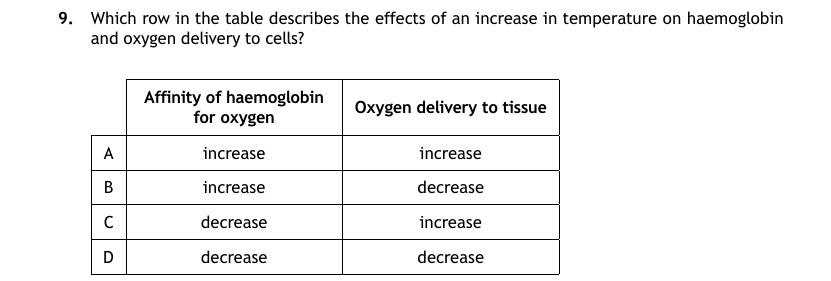 9. Which row in the table describes the effects of an increase in temperature on haemoglobin
and oxygen delivery to cells?
Affinity of haemoglobin
for oxygen
Oxygen delivery to tissue
A increase increase
B increase decrease
C decrease increase
D decrease decrease